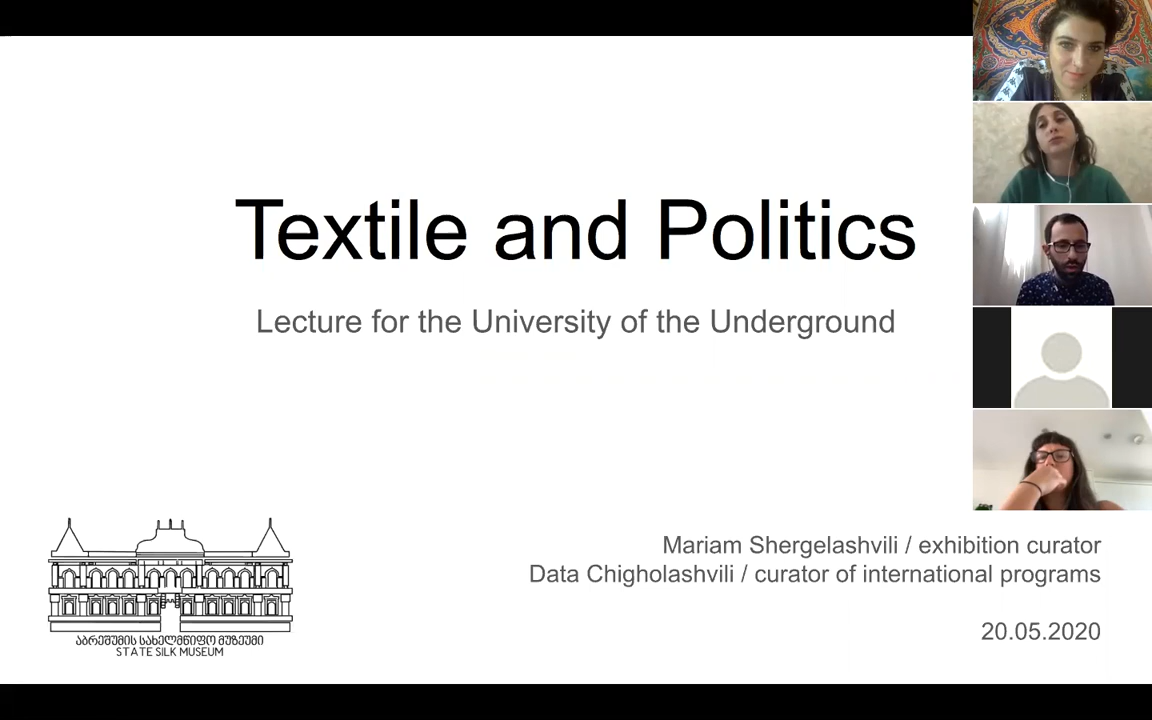 Textile and Politics
Lecture for the University of the Underground
Mariam Shergelashvili / exhibition curator
Data Chigholashvili / curator of international programs
20.05.2020
აბრეშუმის სახელმწიფო მუზეუმი
STATE SILK MUSEUM